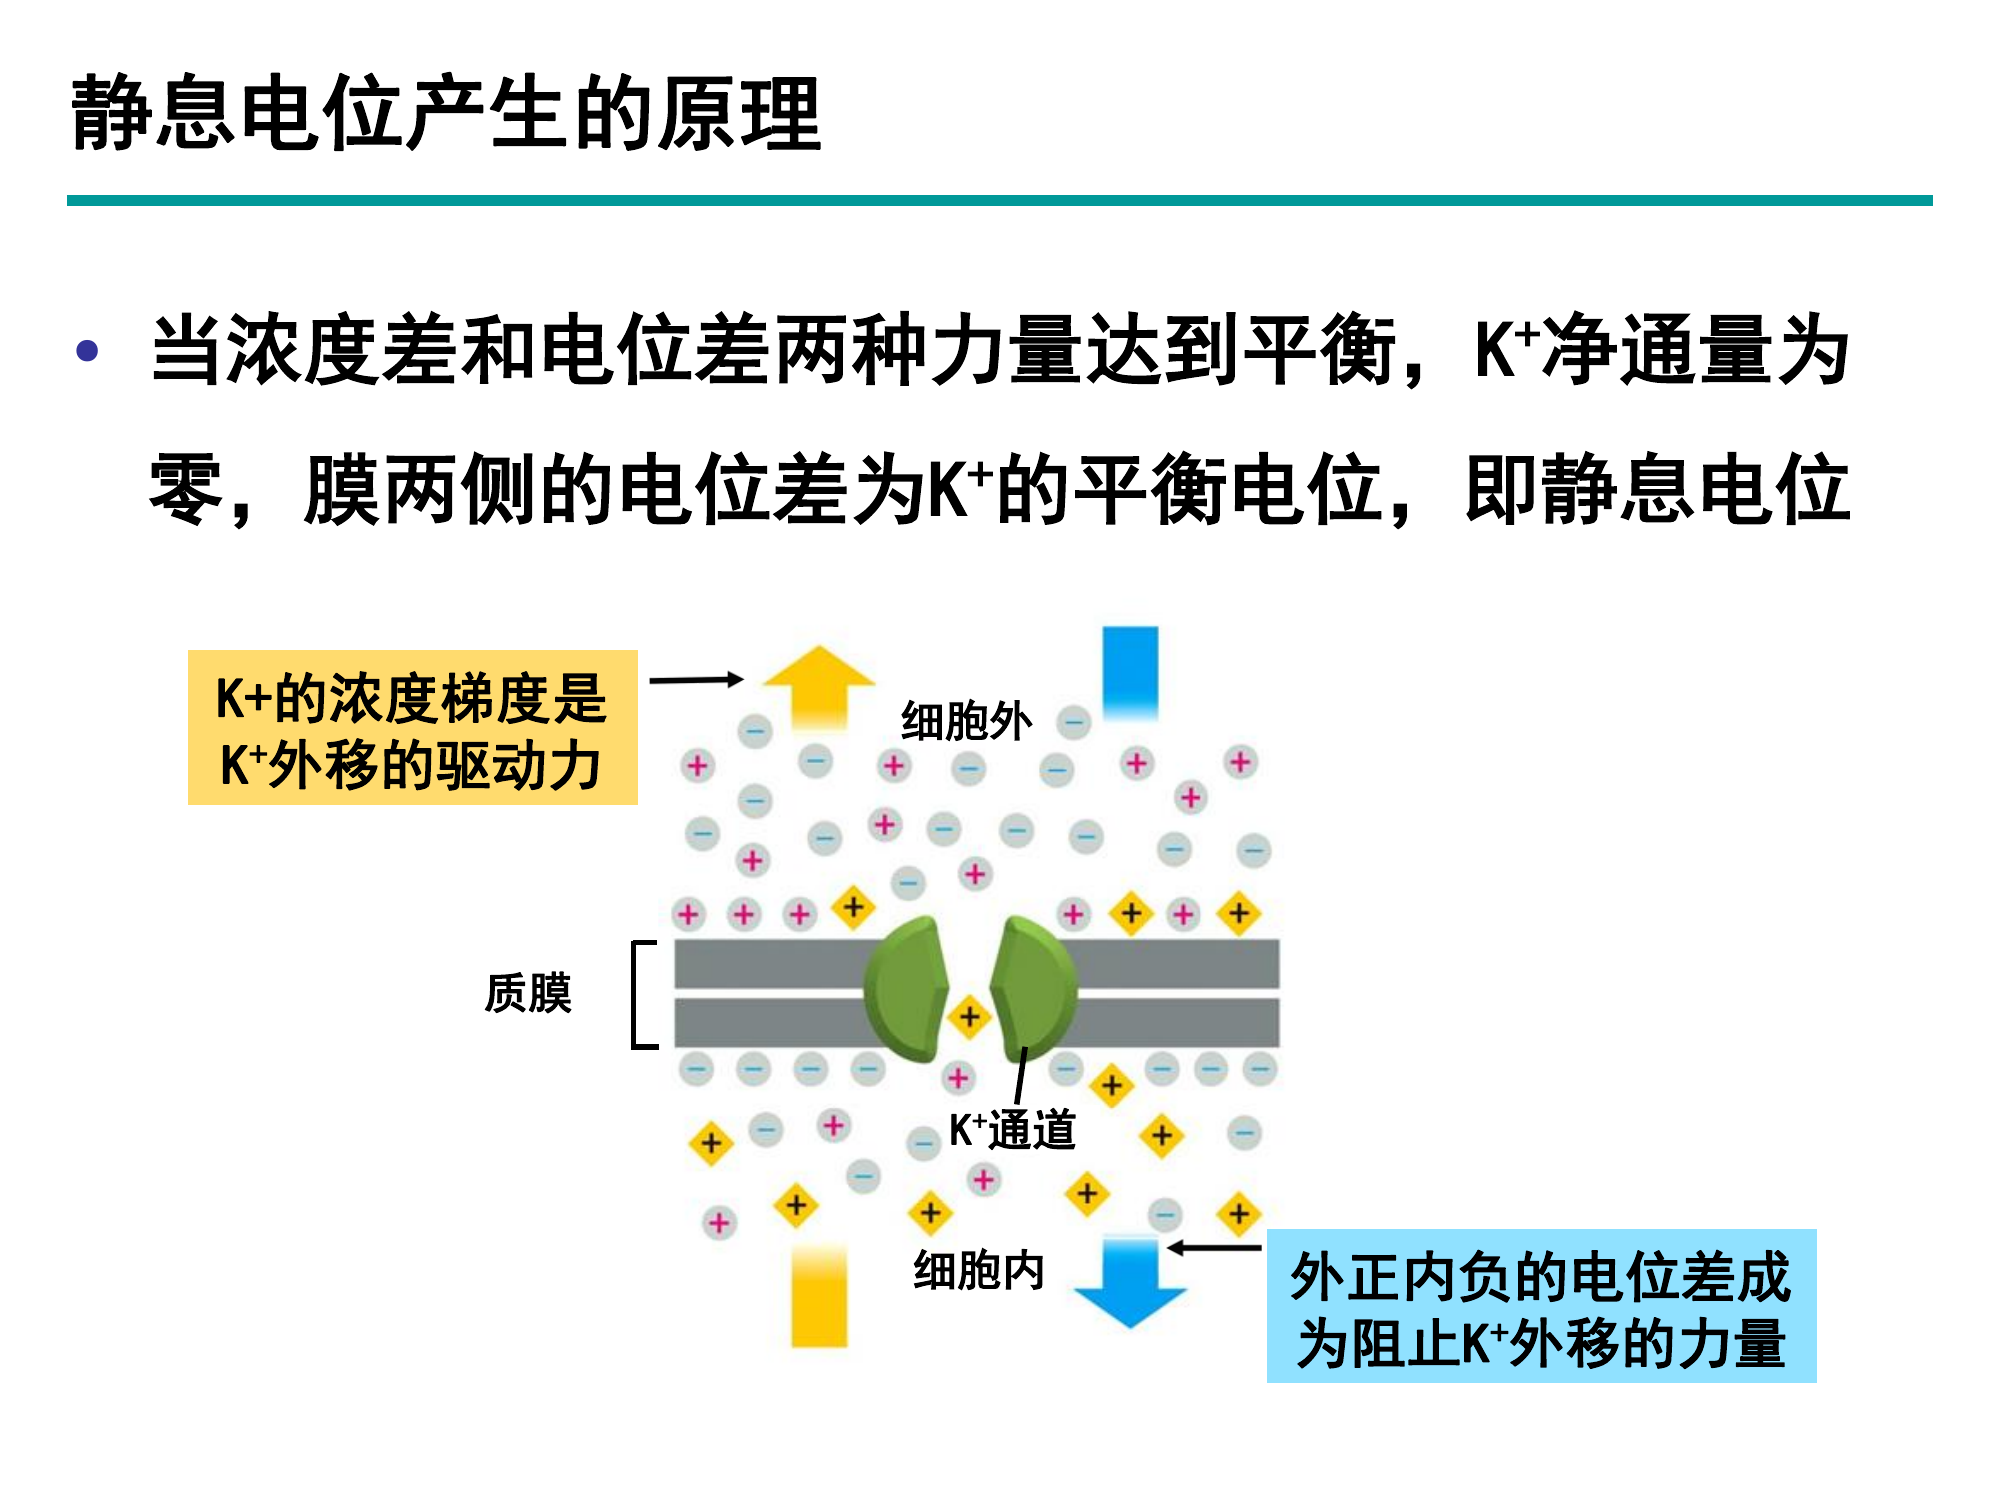 静息电位产生的原理
• 当浓度差和电位差两种力量达到平衡，K⁺净通量为
零，膜两侧的电位差为K⁺的平衡电位，即静息电位
K+的浓度梯度是
K⁺外移的驱动力
细胞外
质膜
K⁺通道
细胞内
外正内负的电位差成
为阻止K⁺外移的力量